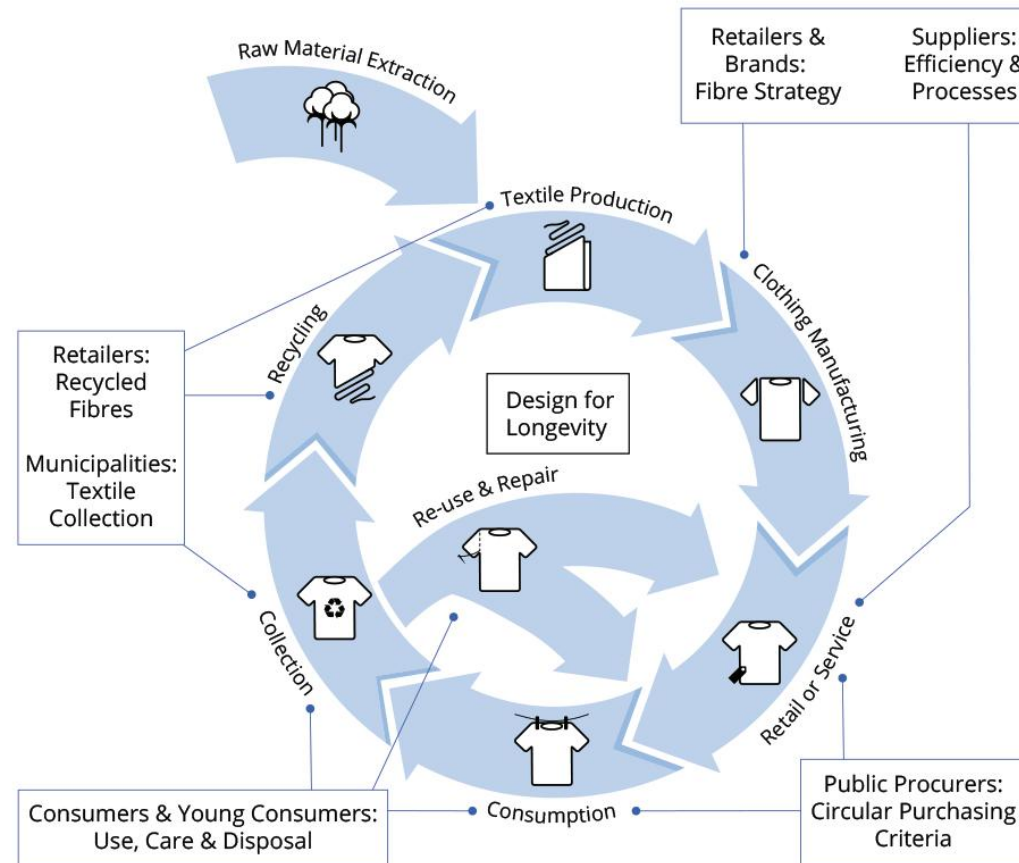 Raw Material Extraction
Retailers &
Brands:
Fibre Strategy
Suppliers:
Efficiency &
Processes
Textile Production
Clothing Manufacturing
Recycling
Retailers:
Recycled
Fibres
Municipalities:
Textile
Collection
Design for
Longevity
Re-use & Repair
Collection
Retail or Service
Consumption
Consumers & Young Consumers:
Use, Care & Disposal
Public Procurers:
Circular Purchasing
Criteria